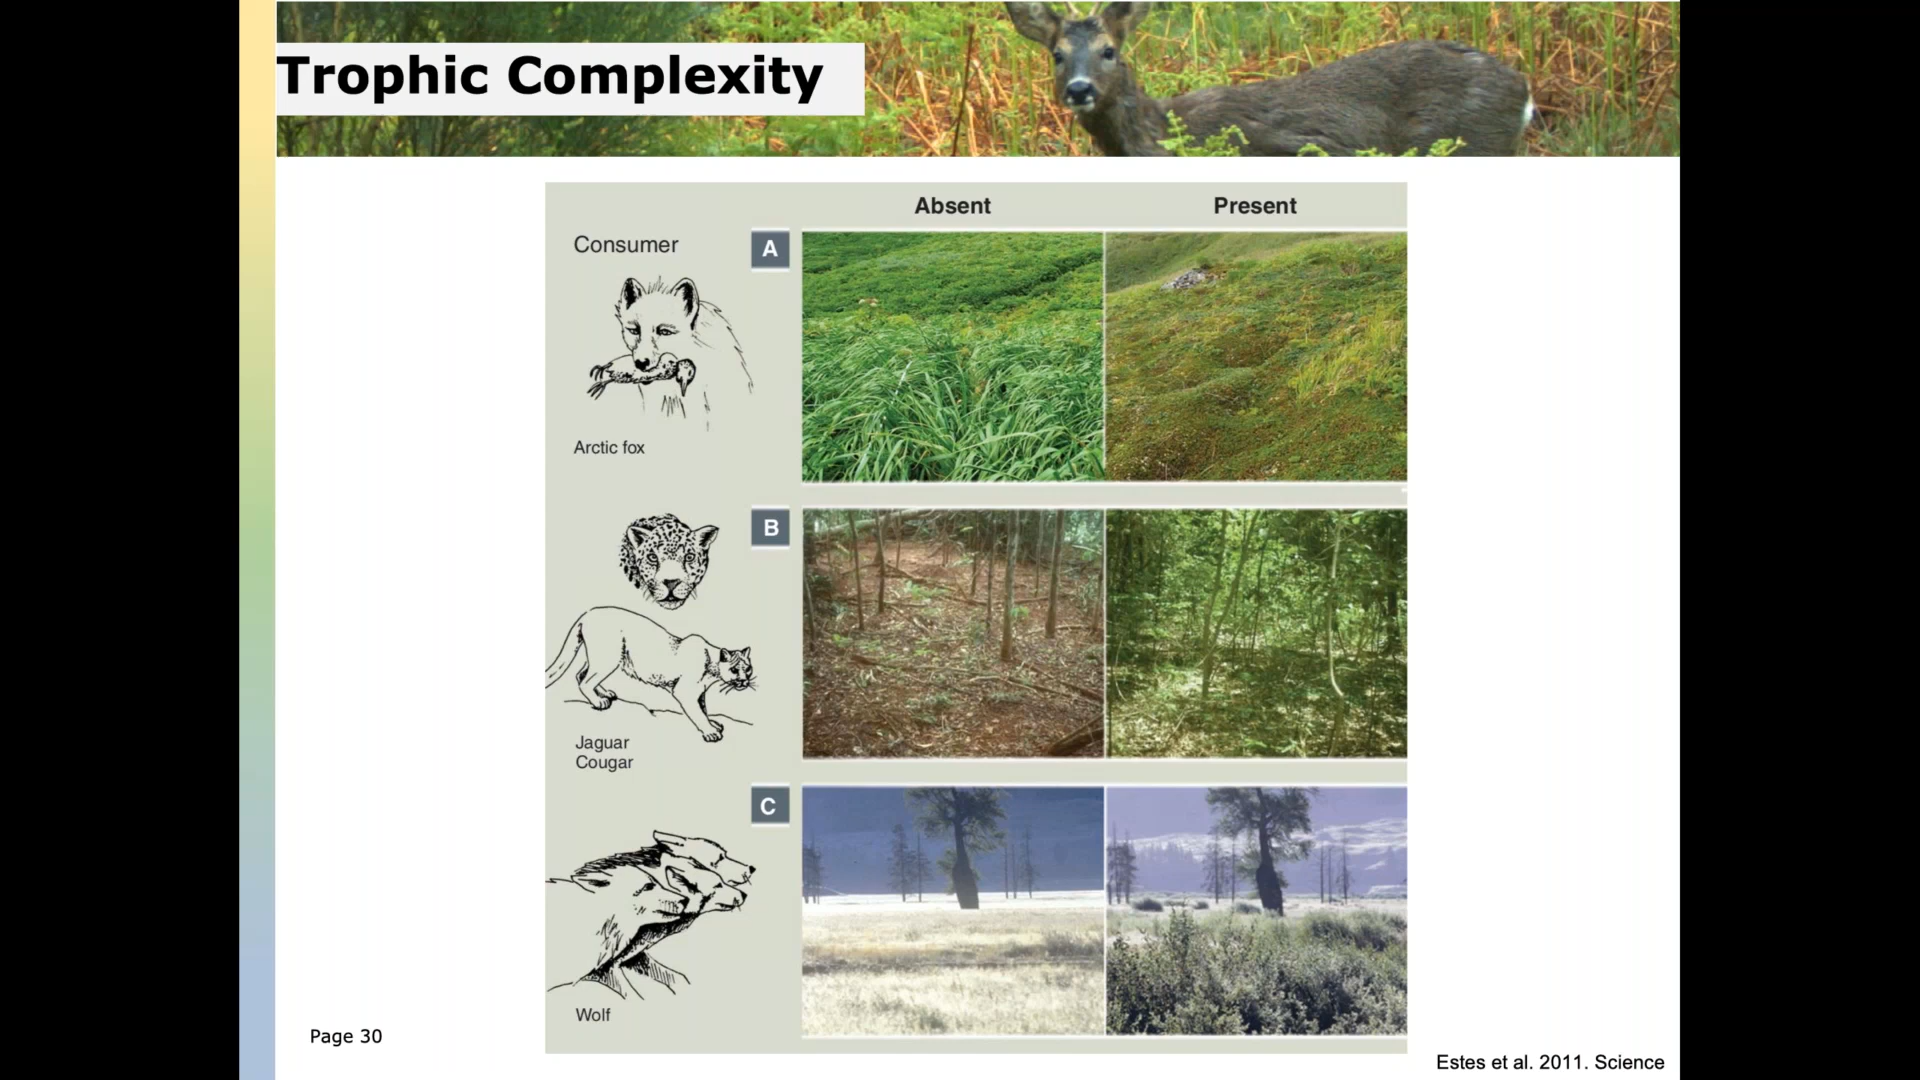 Trophic Complexity
Absent
Present
Consumer
A
Arctic fox
B
Jaguar
Cougar
C
Wolf
Page 30
Estes et al. 2011. Science